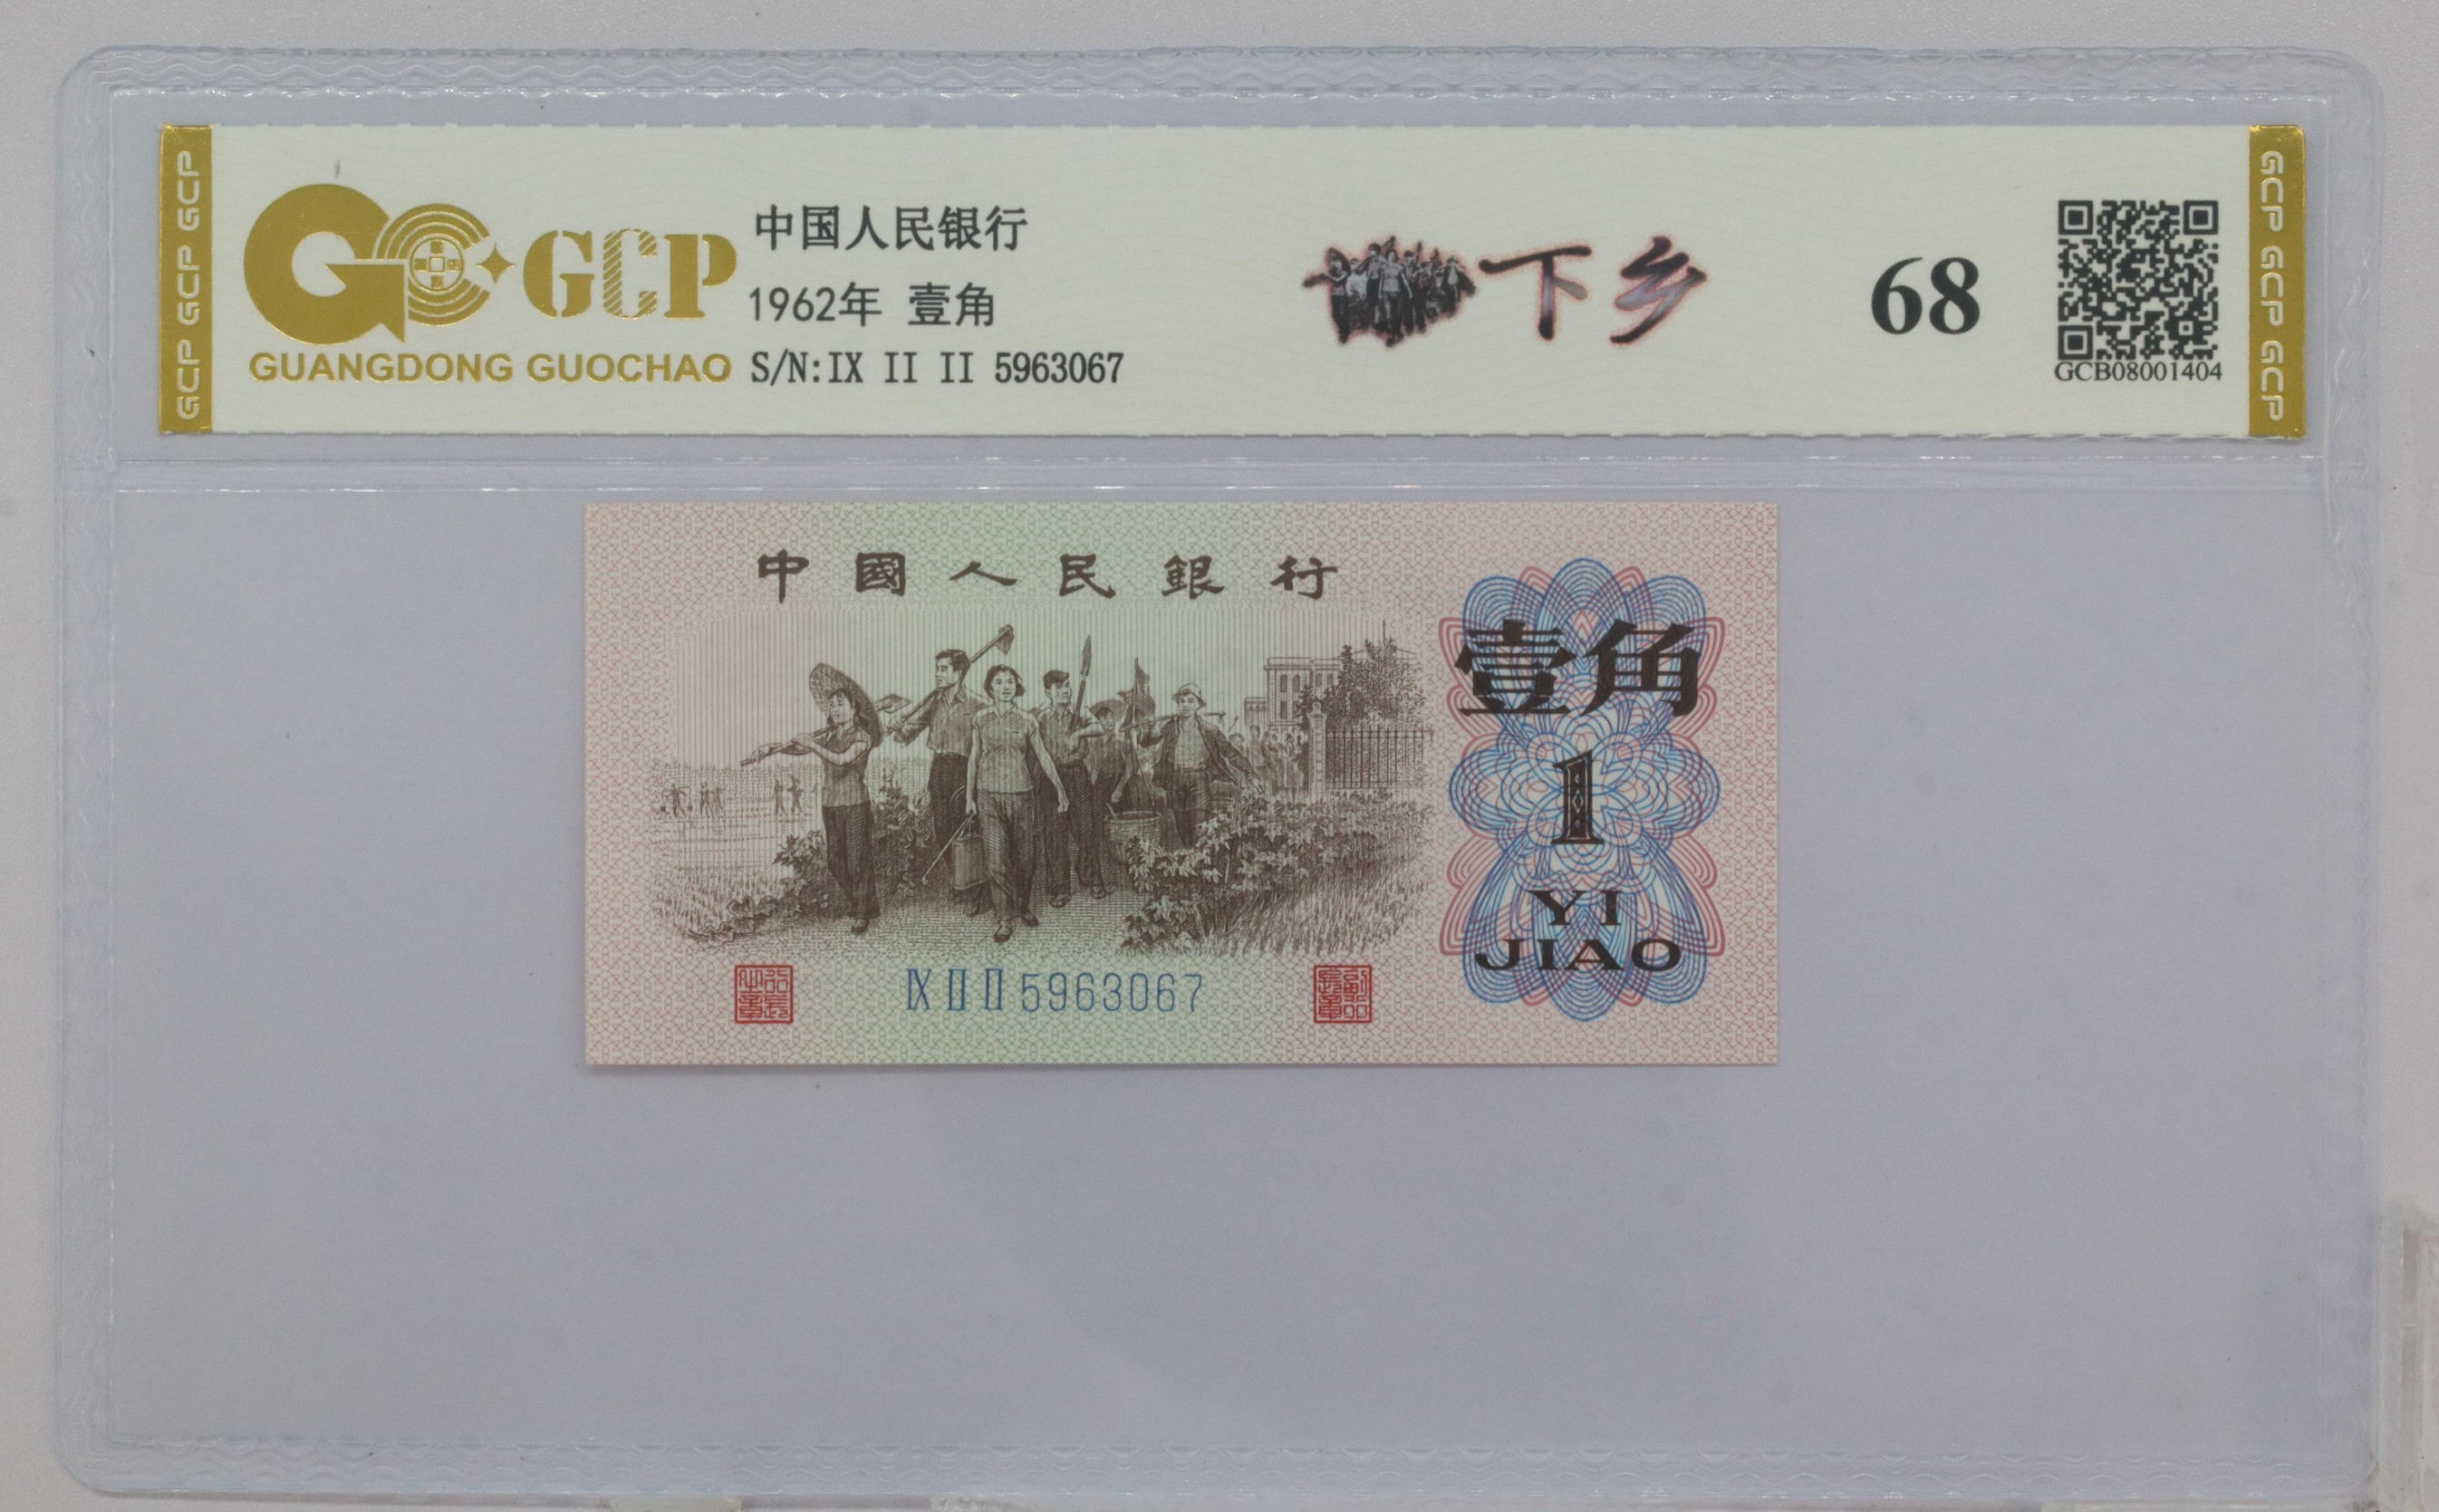 GCP GCP GCP
GCP
GUANGDONG GUOCHAO
中国人民银行
1962年 壹角
S/N:IX II II 5963067
下乡
68
GCB08001404
GCP GCP GCP
中國人民銀行
壹角
1
YI
JIAO
IX II II 5963067